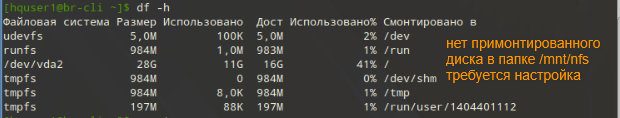 [hquser1@br-cli ~]$ df -h
Файловая система Размер Использовано Дост Использовано% Смонтировано в
udevfs 5,0M 100K 5,0M 2% /dev
runfs 984M 1,0M 983M 1% /run
/dev/vda2 28G 11G 16G 41% /
tmpfs 984M 0 984M 0% /dev/shm
tmpfs 984M 8,0K 984M 1% /tmp
tmpfs 197M 88K 197M 1% /run/user/1404401112
нет примонтированного
диска в папке /mnt/nfs
требуется настройка